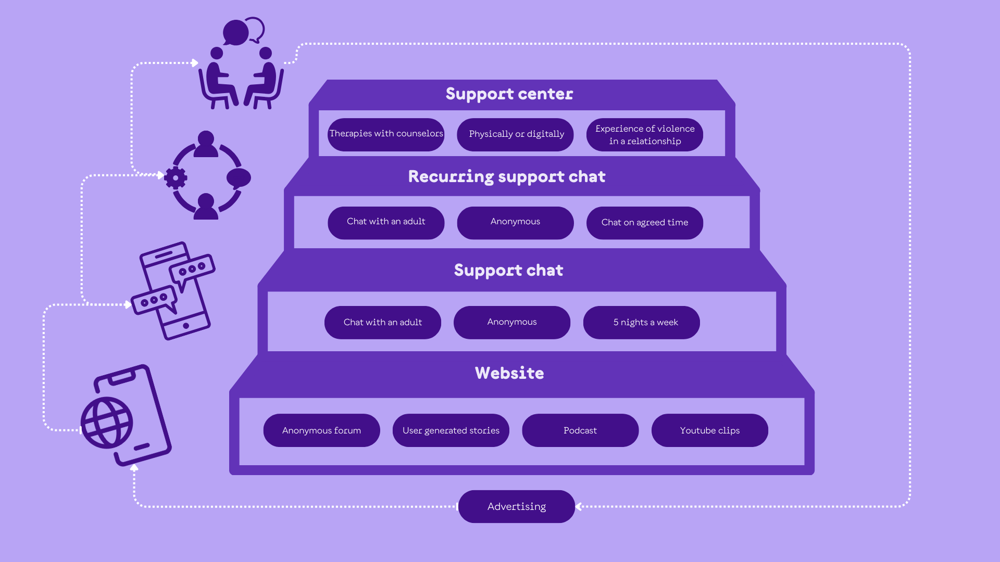 Support center
Therapies with counselors
Physically or digitally
Experience of violence
in a relationship
Recurring support chat
Chat with an adult
Anonymous
Chat on agreed time
Support chat
Chat with an adult
Anonymous
5 nights a week
Website
Anonymous forum
User generated stories
Podcast
Youtube clips
Advertising